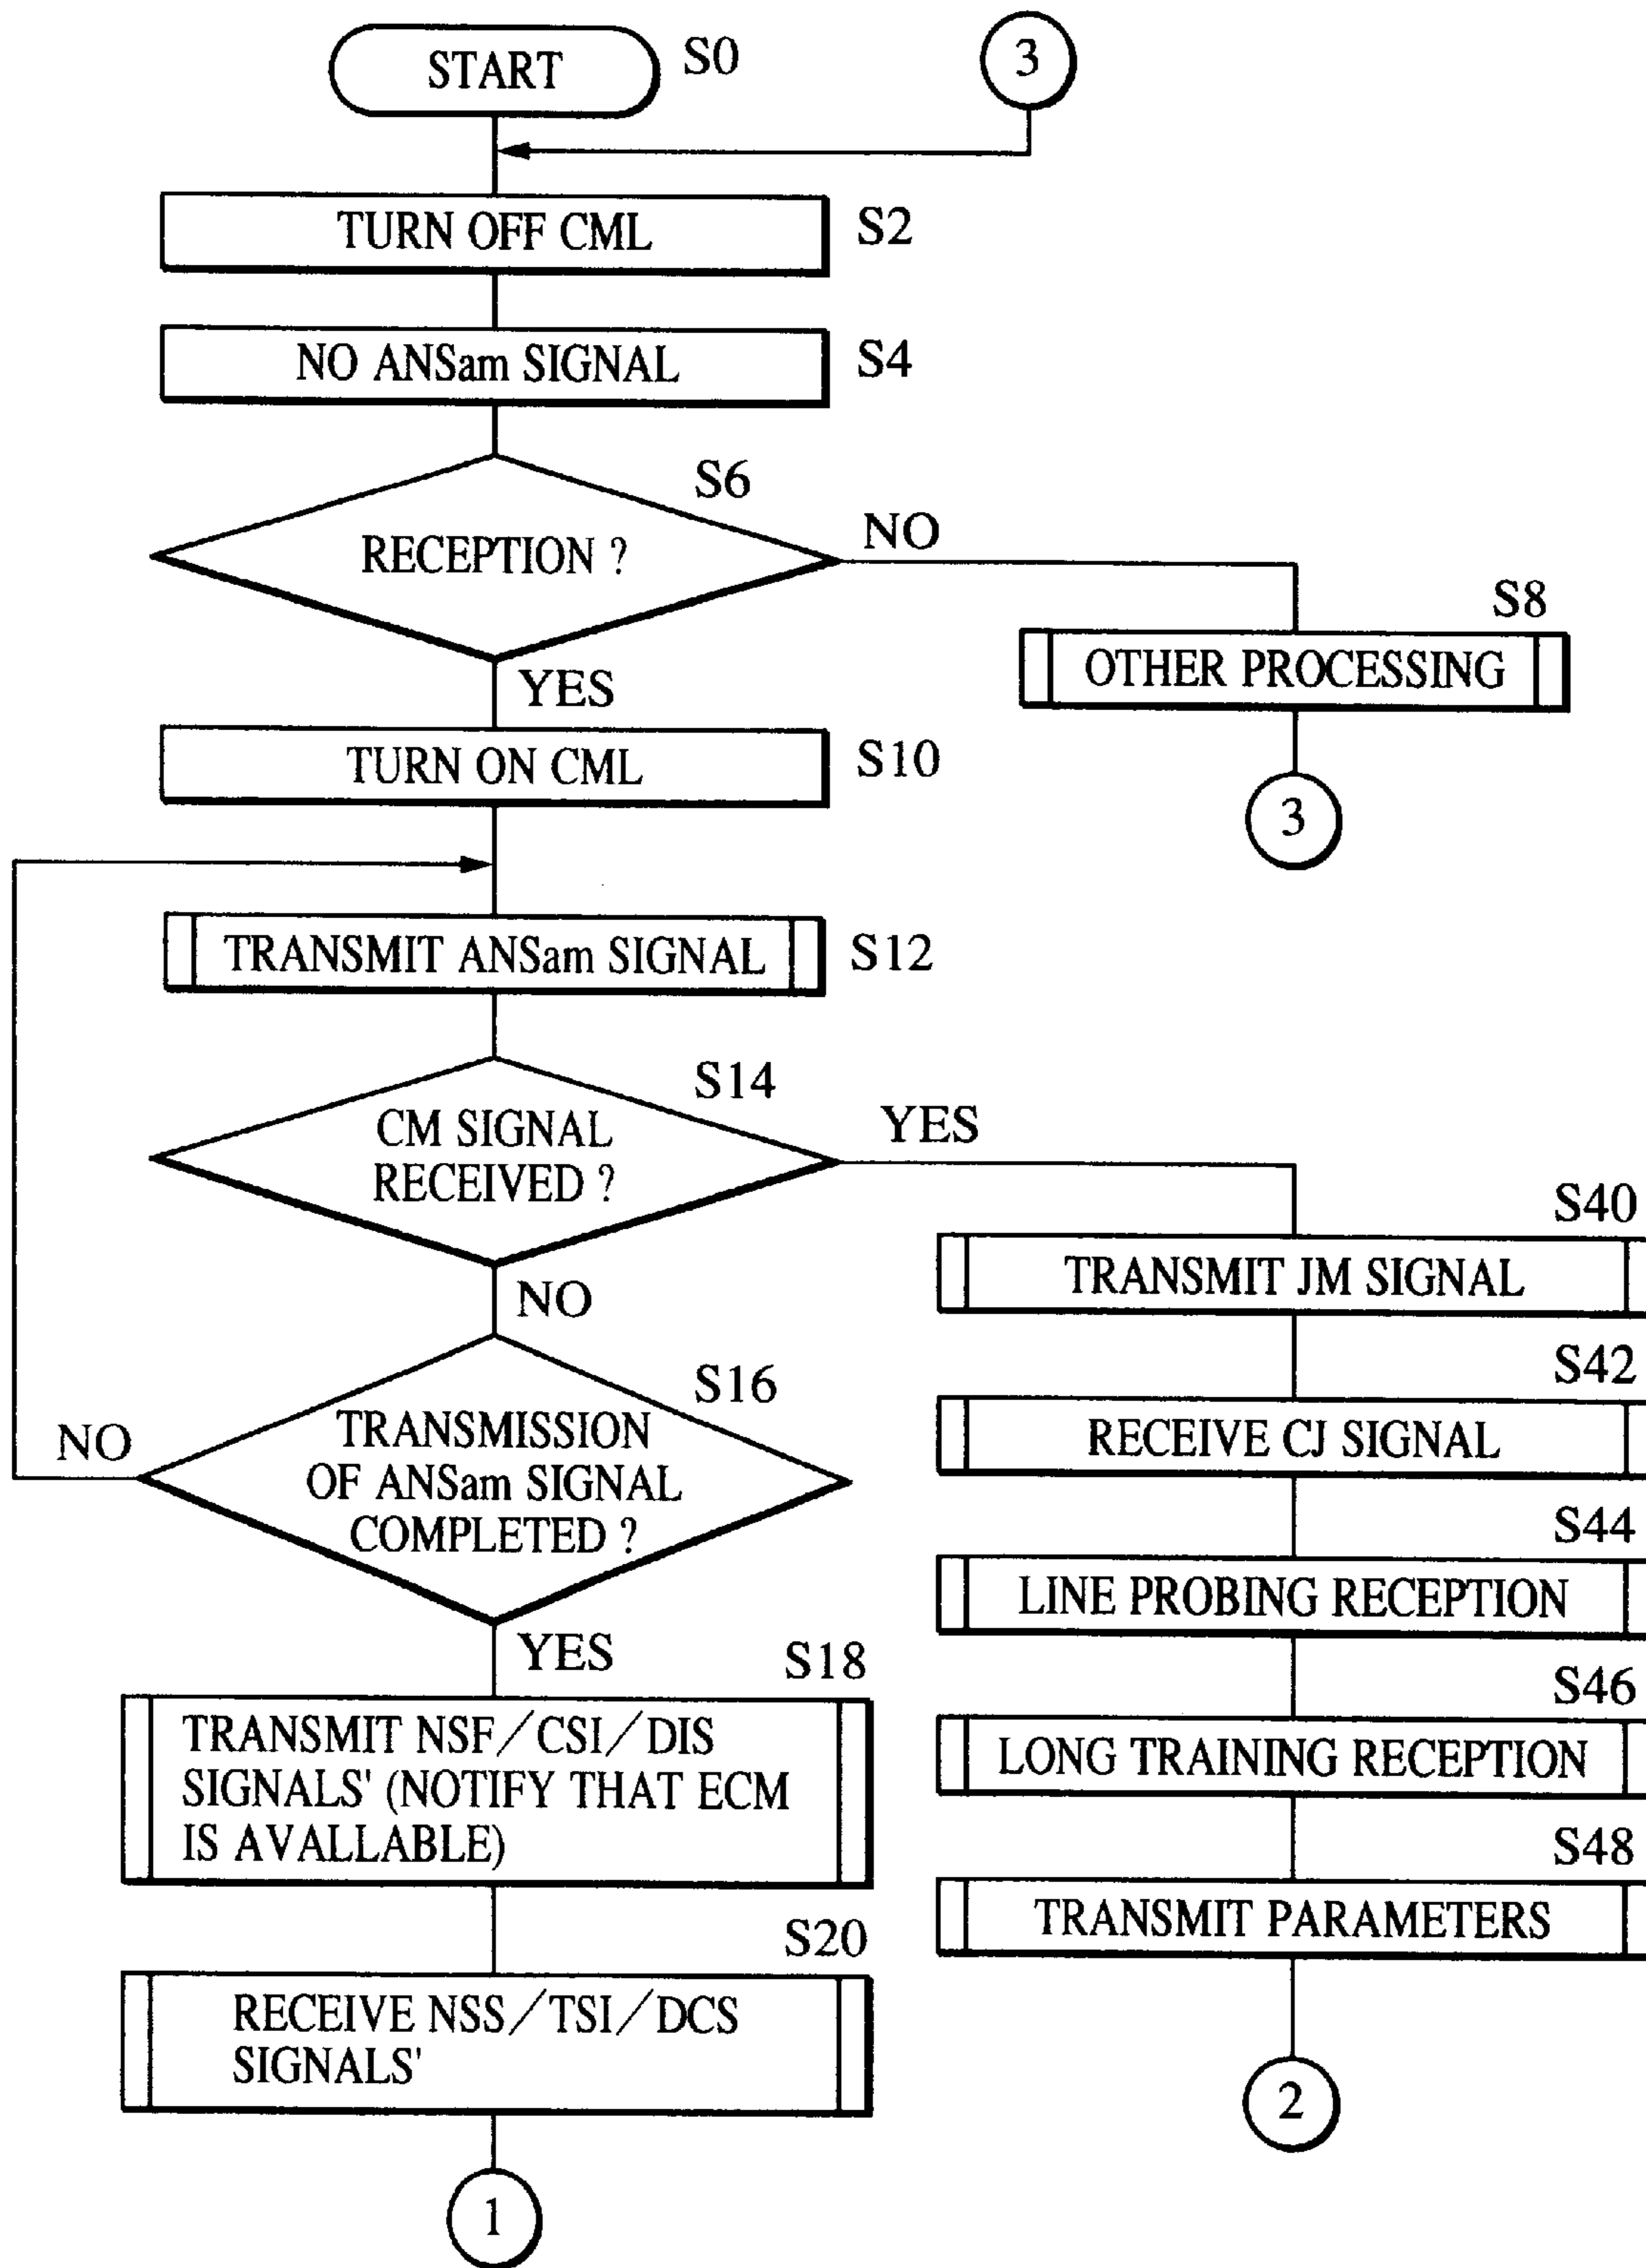 START
S0
3
TURN OFF CML
S2
NO ANSam SIGNAL
S4
S6
RECEPTION ?
NO
S8
OTHER PROCESSING
3
YES
TURN ON CML
S10
TRANSMIT ANSam SIGNAL
S12
S14
CM SIGNAL
RECEIVED ?
YES
NO
S40
TRANSMIT JM SIGNAL
S42
RECEIVE CJ SIGNAL
S44
LINE PROBING RECEPTION
S46
LONG TRAINING RECEPTION
S48
TRANSMIT PARAMETERS
2
S16
TRANSMISSION
OF ANSam SIGNAL
COMPLETED ?
NO
YES
S18
TRANSMIT NSF/CSI/DIS
SIGNALS' (NOTIFY THAT ECM
IS AVALLABLE)
S20
RECEIVE NSS/TSI/DCS
SIGNALS'
1